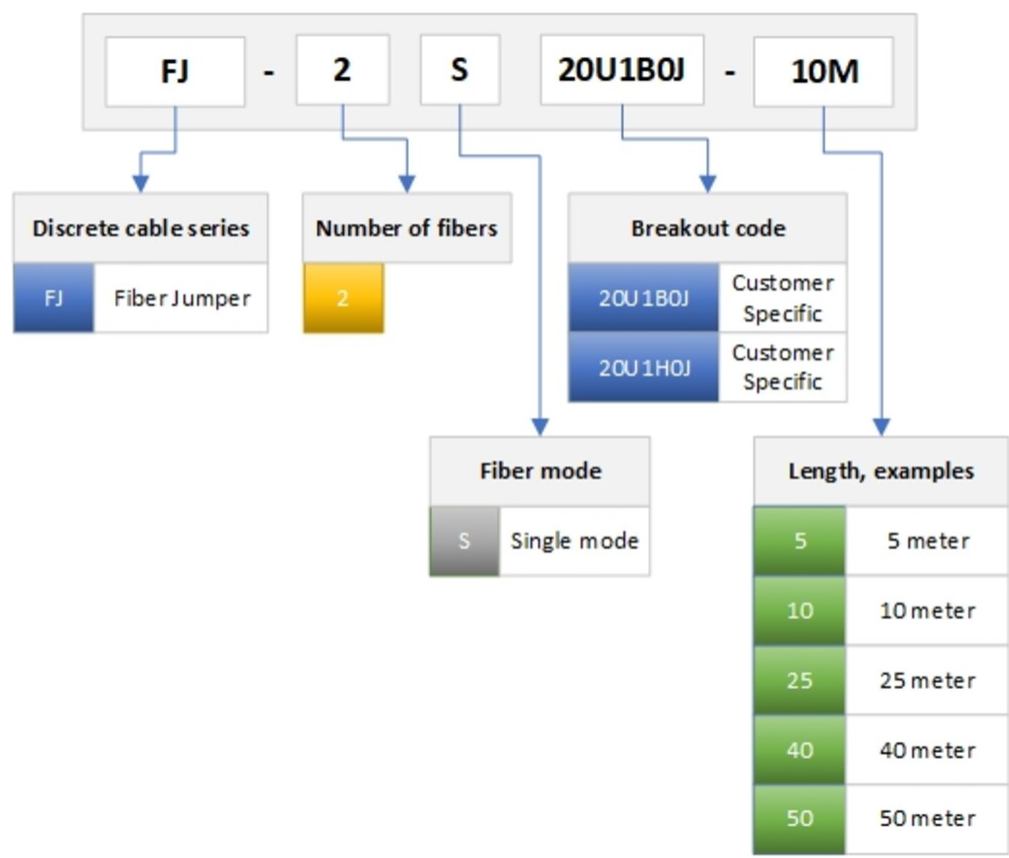 FJ - 2 S 20U1B0J - 10M
Discrete cable series
FJ Fiber Jumper
Number of fibers
2
Breakout code
20U1B0J Customer
Specific
20U1H0J Customer
Specific
Fiber mode
S Single mode
Length, examples
5 5 meter
10 10 meter
25 25 meter
40 40 meter
50 50 meter